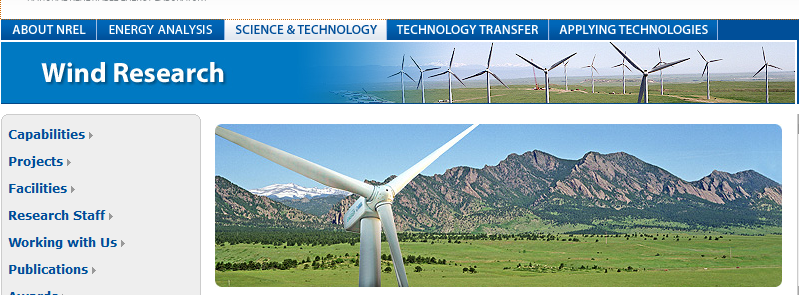 ABOUT NREL
ENERGY ANALYSIS
SCIENCE & TECHNOLOGY
TECHNOLOGY TRANSFER
APPLYING TECHNOLOGIES
Wind Research
Capabilities
Projects
Facilities
Research Staff
Working with Us
Publications
Awards